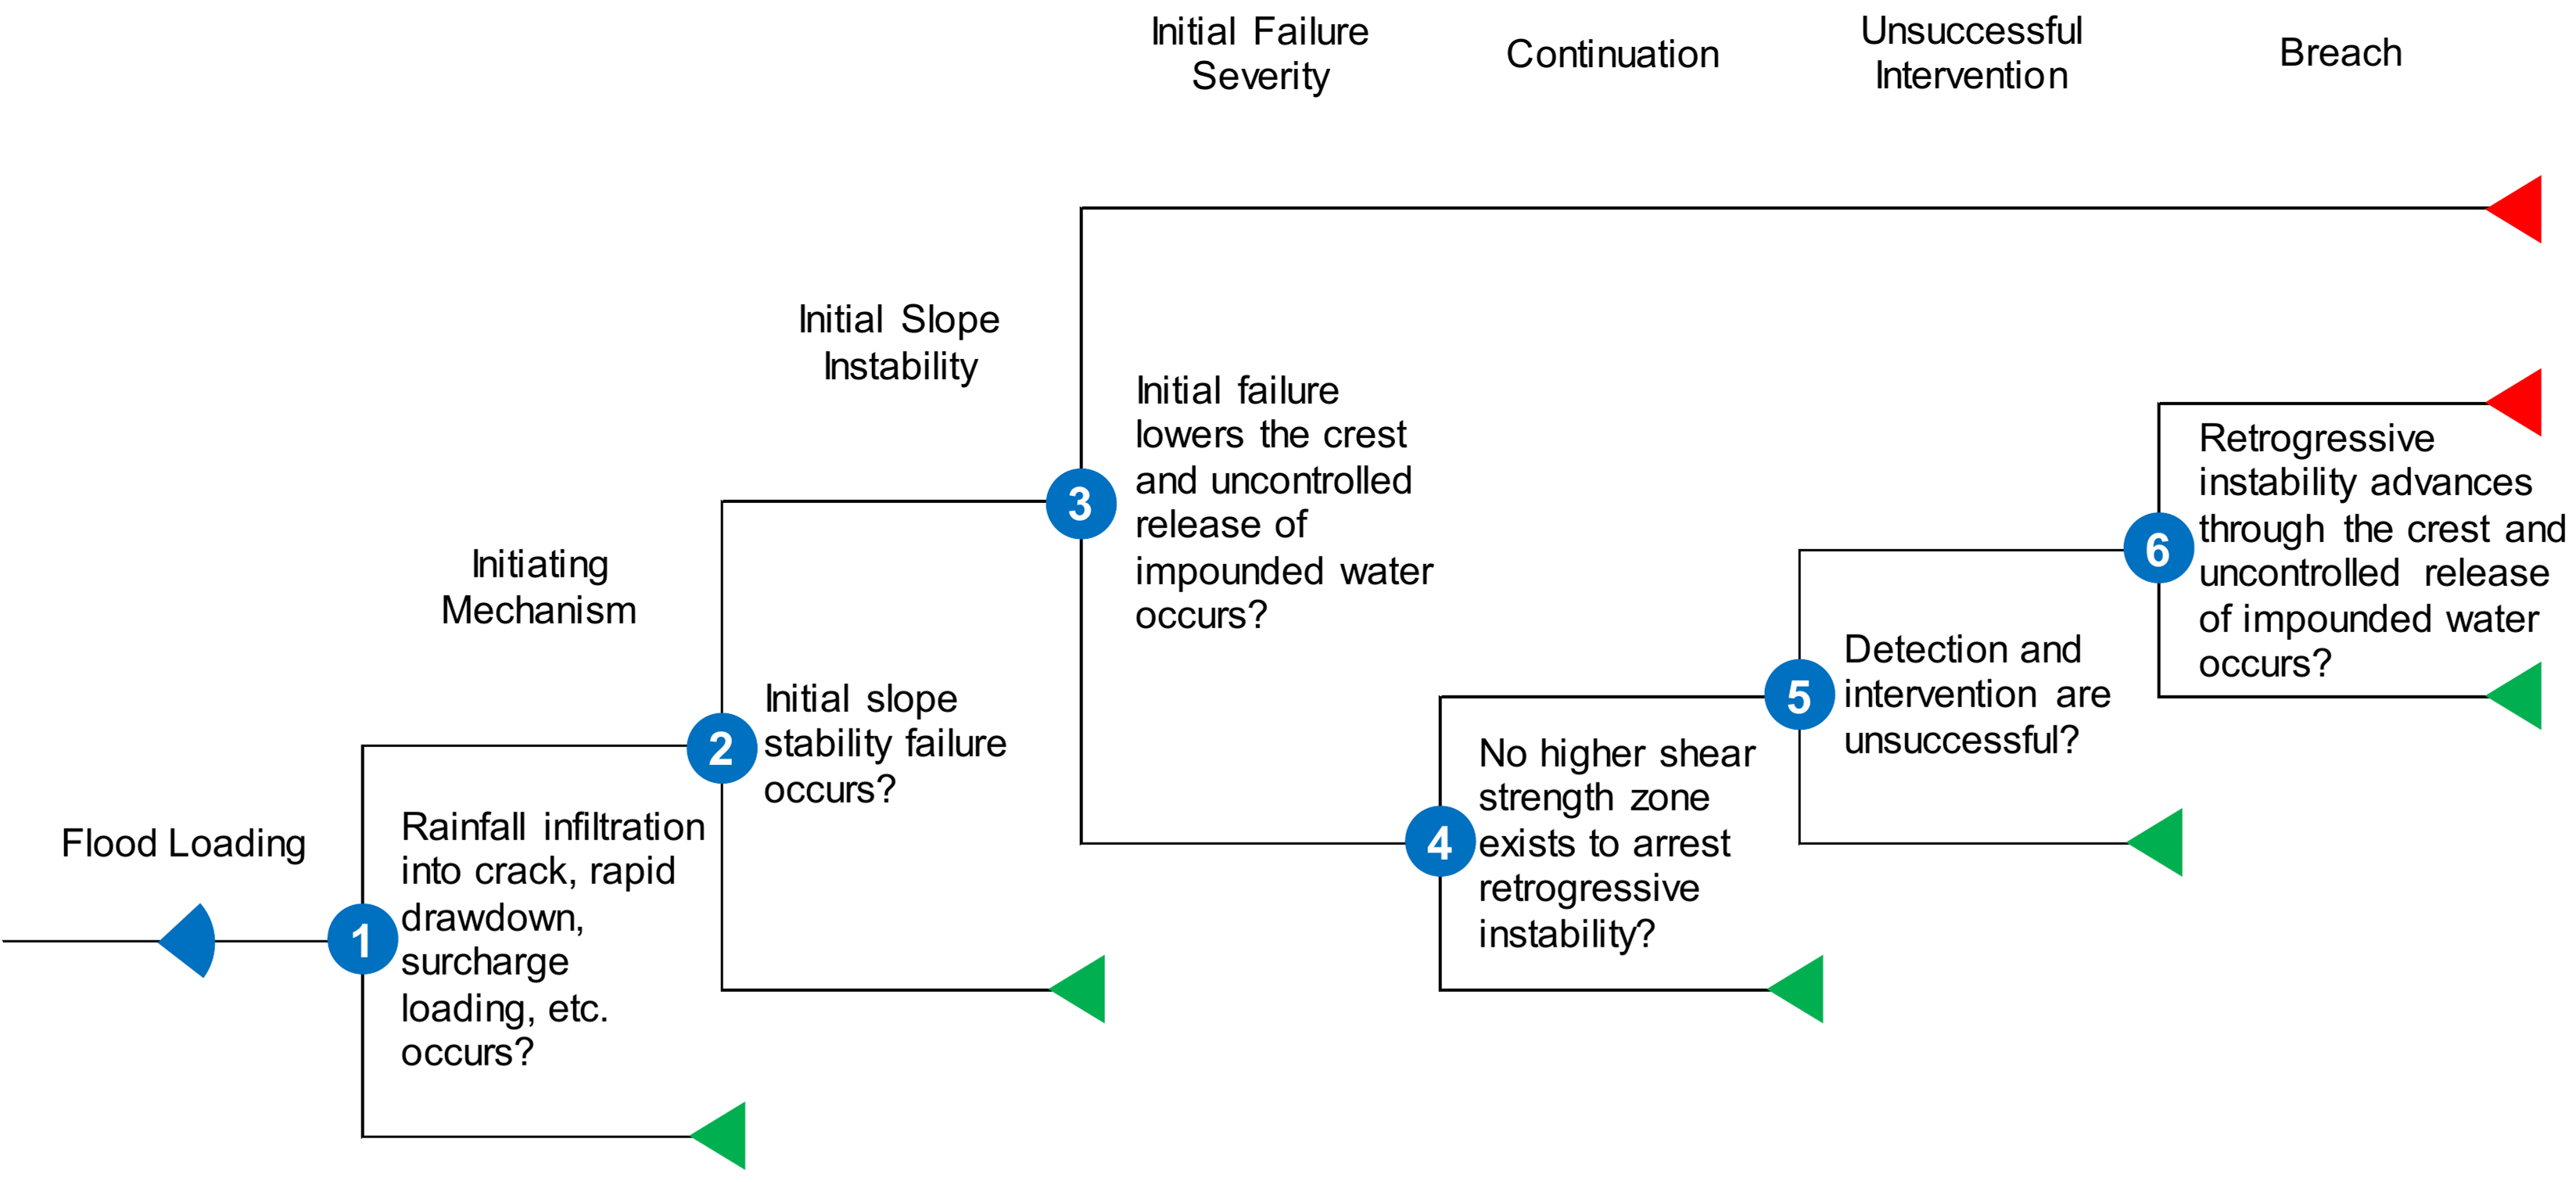 Initial Failure
Severity
Continuation
Unsuccessful
Intervention
Breach
Initial Slope
Instability
Initiating
Mechanism
Flood Loading
1
Rainfall infiltration
into crack, rapid
drawdown,
surcharge
loading, etc.
occurs?
2
Initial slope
stability failure
occurs?
3
Initial failure
lowers the crest
and uncontrolled
release of
impounded water
occurs?
4
No higher shear
strength zone
exists to arrest
retrogressive
instability?
5
Detection and
intervention are
unsuccessful?
6
Retrogressive
instability advances
through the crest and
uncontrolled release
of impounded water
occurs?